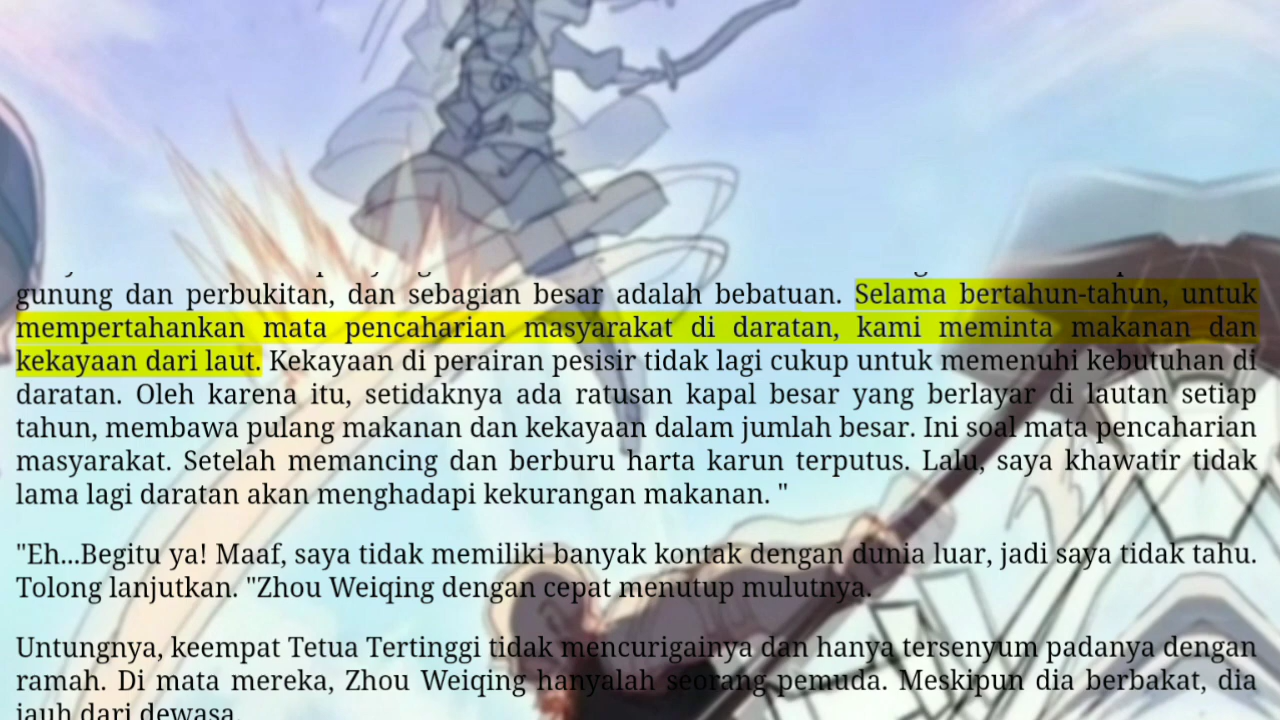 gunung dan perbukitan, dan sebagian besar adalah bebatuan. Selama bertahun-tahun, untuk
mempertahankan mata pencaharian masyarakat di daratan, kami meminta makanan dan
kekayaan dari laut. Kekayaan di perairan pesisir tidak lagi cukup untuk memenuhi kebutuhan di
daratan. Oleh karena itu, setidaknya ada ratusan kapal besar yang berlayar di lautan setiap
tahun, membawa pulang makanan dan kekayaan dalam jumlah besar. Ini soal mata pencaharian
masyarakat. Setelah memancing dan berburu harta karun terputus. Lalu, saya khawatir tidak
lama lagi daratan akan menghadapi kekurangan makanan. "
"Eh...Begitu ya! Maaf, saya tidak memiliki banyak kontak dengan dunia luar, jadi saya tidak tahu.
Tolong lanjutkan. "Zhou Weiqing dengan cepat menutup mulutnya.
Untungnya, keempat Tetua Tertinggi tidak mencurigainya dan hanya tersenyum padanya dengan
ramah. Di mata mereka, Zhou Weiqing hanyalah seorang pemuda. Meskipun dia berbakat, dia
jauh dari dewasa.